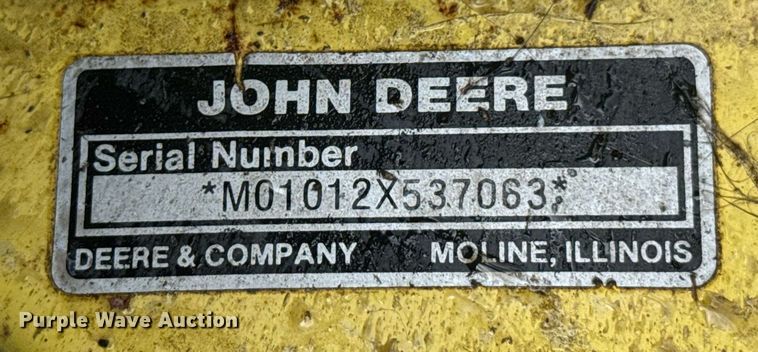 JOHN DEERE
Serial Number
*M01012X537063*
DEERE & COMPANY MOLINE, ILLINOIS
Purple Wave Auction